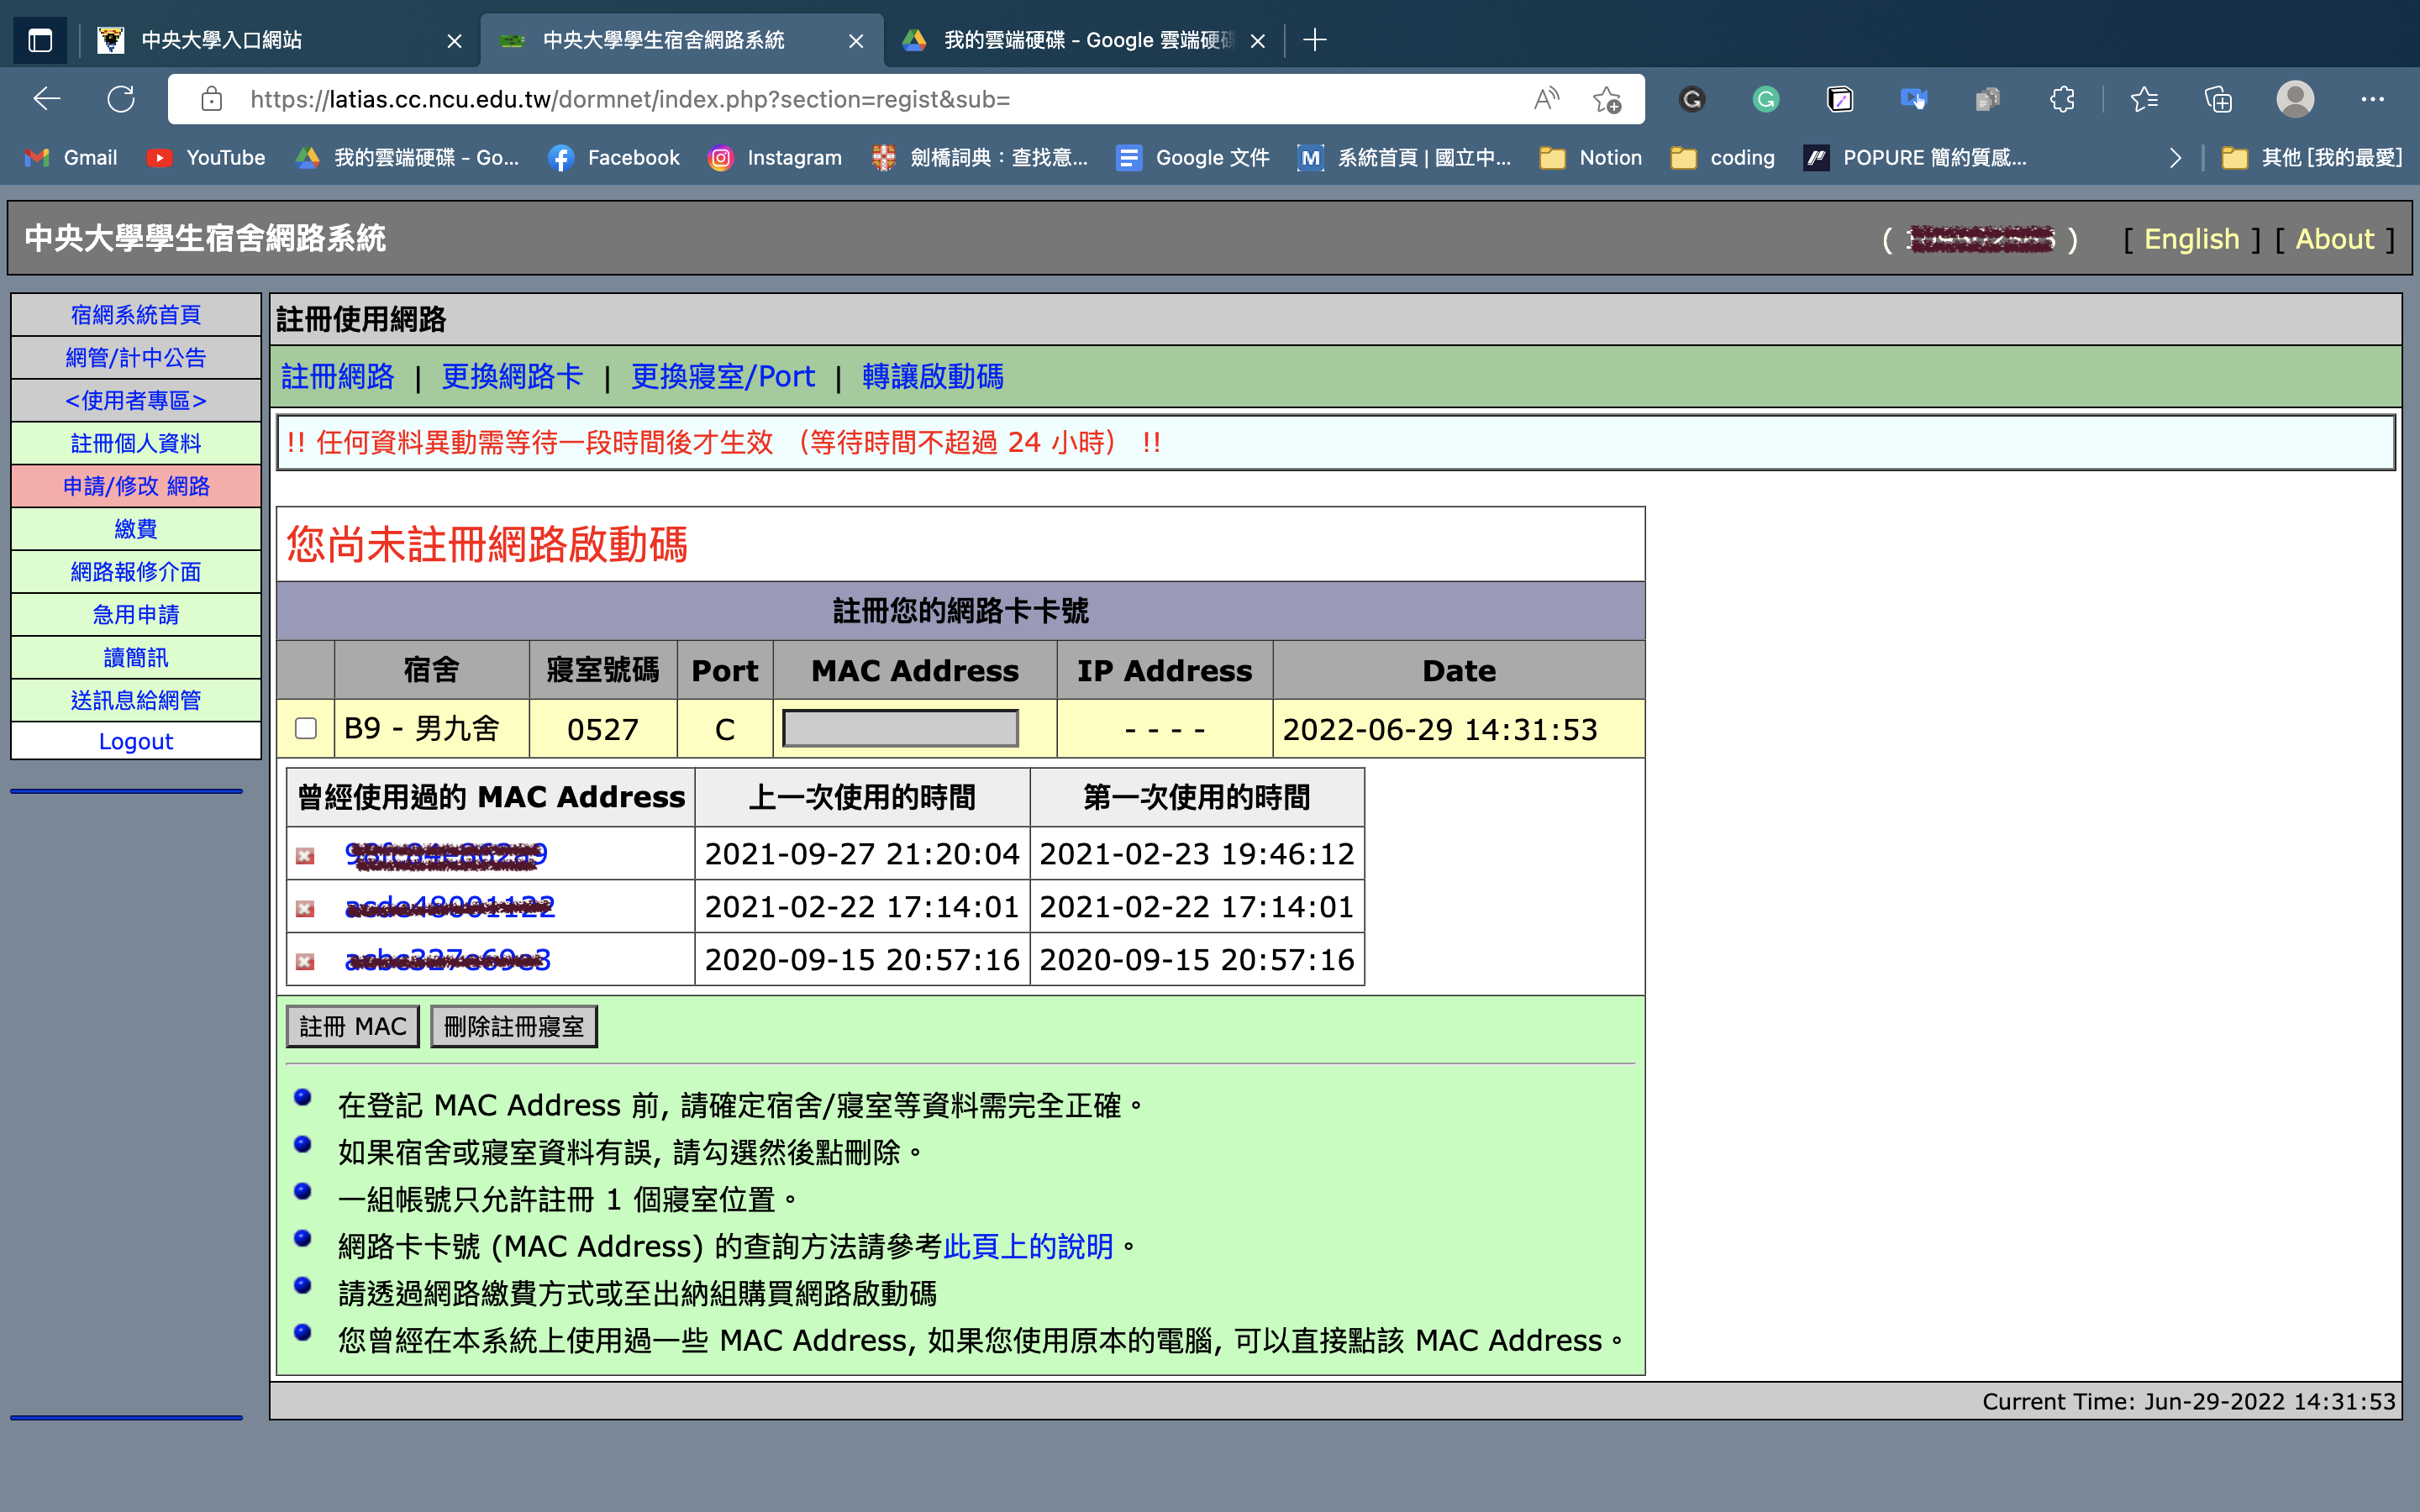 中央大學入口網站
中央大學學生宿舍網路系統
我的雲端硬碟 - Google 雲端硬碟
https://latias.cc.ncu.edu.tw/dormnet/index.php?section=regist&sub=
Gmail
YouTube
我的雲端硬碟 - Go...
Facebook
Instagram
劍橋詞典：查找意...
Google 文件
系統首頁 | 國立中...
Notion
coding
POPURE 簡約質感...
其他 [我的最愛]
中央大學學生宿舍網路系統
[ English ] [ About ]
宿網系統首頁
網管/計中公告
<使用者專區>
註冊個人資料
申請/修改 網路
繳費
網路報修介面
急用申請
讀簡訊
送訊息給網管
Logout
註冊使用網路
註冊網路 | 更換網路卡 | 更換寢室/Port | 轉讓啟動碼
!! 任何資料異動需等待一段時間後才生效 （等待時間不超過 24 小時） !!
您尚未註冊網路啟動碼
註冊您的網路卡卡號
宿舍 寢室號碼 Port MAC Address IP Address Date
B9 - 男九舍 0527 C - - - - 2022-06-29 14:31:53
曾經使用過的 MAC Address 上一次使用的時間 第一次使用的時間
2021-09-27 21:20:04 2021-02-23 19:46:12
2021-02-22 17:14:01 2021-02-22 17:14:01
2020-09-15 20:57:16 2020-09-15 20:57:16
註冊 MAC 刪除註冊寢室
在登記 MAC Address 前, 請確定宿舍/寢室等資料需完全正確。
如果宿舍或寢室資料有誤, 請勾選然後點刪除。
一組帳號只允許註冊 1 個寢室位置。
網路卡卡號 (MAC Address) 的查詢方法請參考此頁上的說明。
請透過網路繳費方式或至出納組購買網路啟動碼
您曾經在本系統上使用過一些 MAC Address, 如果您使用原本的電腦, 可以直接點該 MAC Address。
Current Time: Jun-29-2022 14:31:53